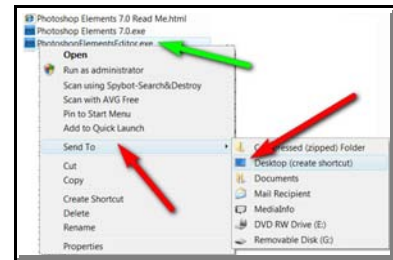 Photoshop Elements 7.0 Read Me.html
Photoshop Elements 7.0.exe
PhotoshopElementsEditor.exe
Open
Run as administrator
Scan using Spybot-Search&Destroy
Scan with AVG Free
Pin to Start Menu
Add to Quick Launch
Send To
Cut
Copy
Create Shortcut
Delete
Rename
Properties
(zipped) Folder
Desktop (create shortcut)
Documents
Mail Recipient
MediaInfo
DVD RW Drive (E:)
Removable Disk (G:)